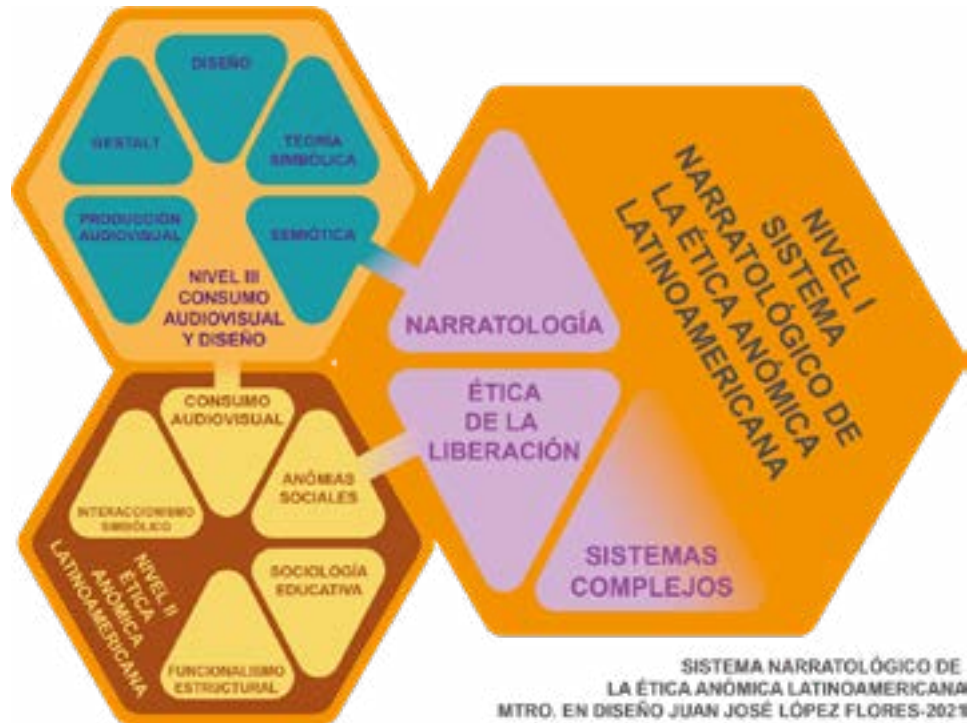 DISEÑO
GESTALT
TEORÍA
SIMBÓLICA
PRODUCCIÓN
AUDIOVISUAL
SEMIÓTICA
NIVEL III
CONSUMO
AUDIOVISUAL
Y DISEÑO
NARRATOLOGÍA
NIVEL I
SISTEMA
NARRATOLÓGICO DE
LA ÉTICA ANÓMICA
LATINOAMERICANA
ÉTICA
DE LA
LIBERACIÓN
SISTEMAS
COMPLEJOS
CONSUMO
AUDIOVISUAL
ANÓMIAS
SOCIALES
INTERACCIONISMO
SIMBÓLICO
SOCIOLOGÍA
EDUCATIVA
FUNCIONALISMO
ESTRUCTURAL
NIVEL II
ÉTICA
ANÓMICA
LATINOAMERICANA
SISTEMA NARRATOLÓGICO DE
LA ÉTICA ANÓMICA LATINOAMERICANA
MTRO. EN DISEÑO JUAN JOSÉ LÓPEZ FLORES-2021